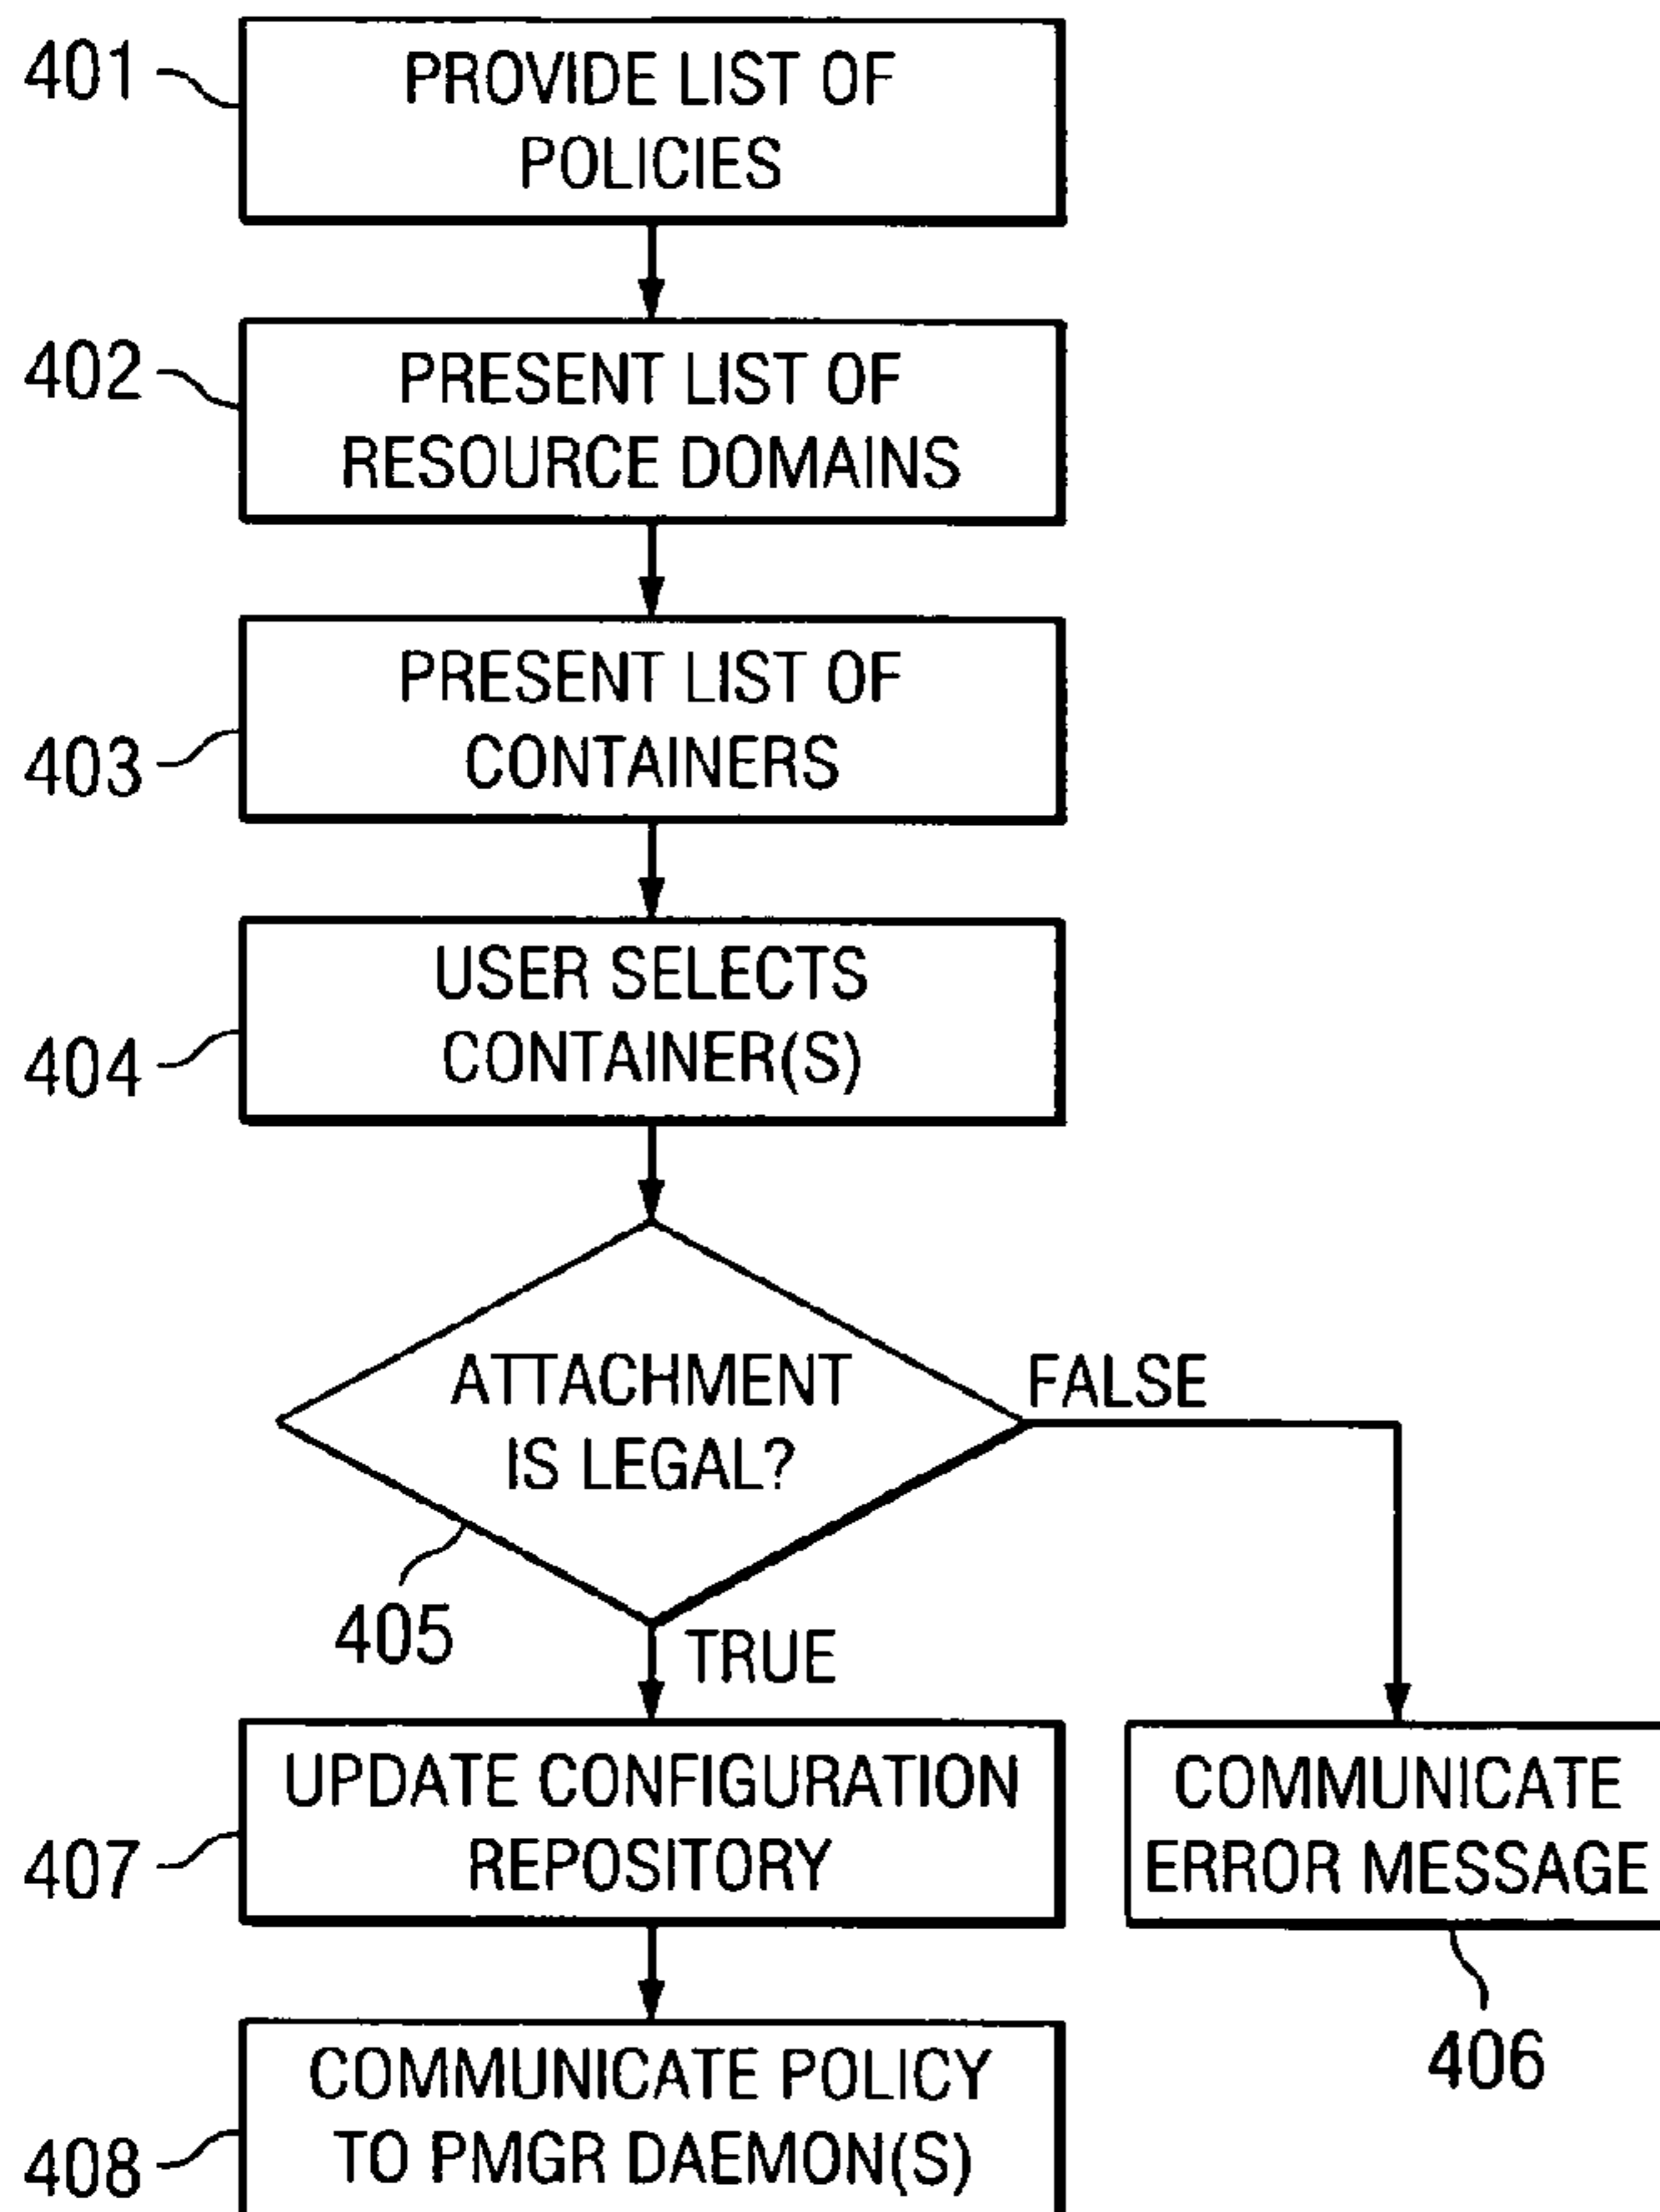 401
PROVIDE LIST OF
POLICIES
402
PRESENT LIST OF
RESOURCE DOMAINS
403
PRESENT LIST OF
CONTAINERS
404
USER SELECTS
CONTAINER(S)
ATTACHMENT
IS LEGAL?
FALSE
405
TRUE
407
UPDATE CONFIGURATION
REPOSITORY
COMMUNICATE
ERROR MESSAGE
406
408
COMMUNICATE POLICY
TO PMGR DAEMON(S)